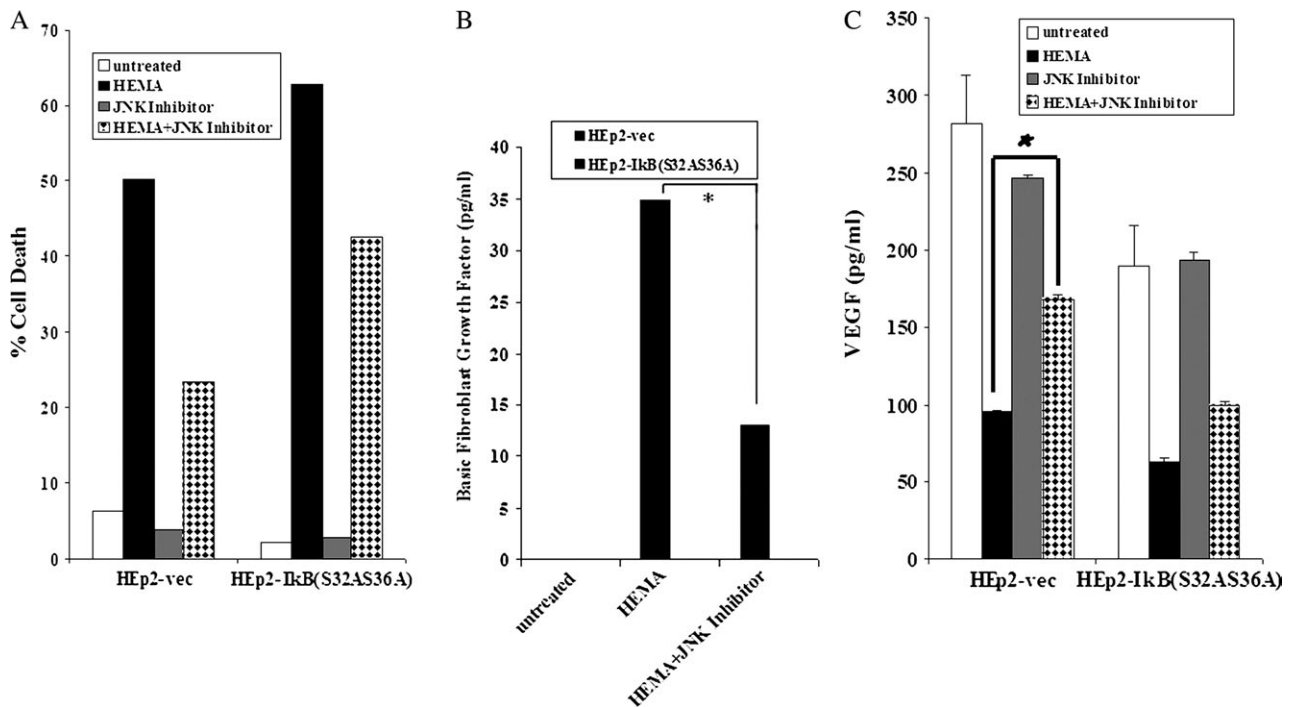 A
% Cell Death
70
60
50
40
30
20
10
0
untreated
HEMA
JNK Inhibitor
HEMA+JNK Inhibitor
HEp2-vec
HEp2-IkB(S32AS36A)
B
Basic Fibroblast Growth Factor (pg/ml)
40
35
30
25
20
15
10
5
0
HEp2-vec
HEp2-IkB(S32AS36A)
*
untreated
HEMA
HEMA+JNK Inhibitor
C
VEGF (pg/ml)
350
300
250
200
150
100
50
0
untreated
HEMA
JNK Inhibitor
HEMA+JNK Inhibitor
*
HEp2-vec
HEp2-IkB(S32AS36A)